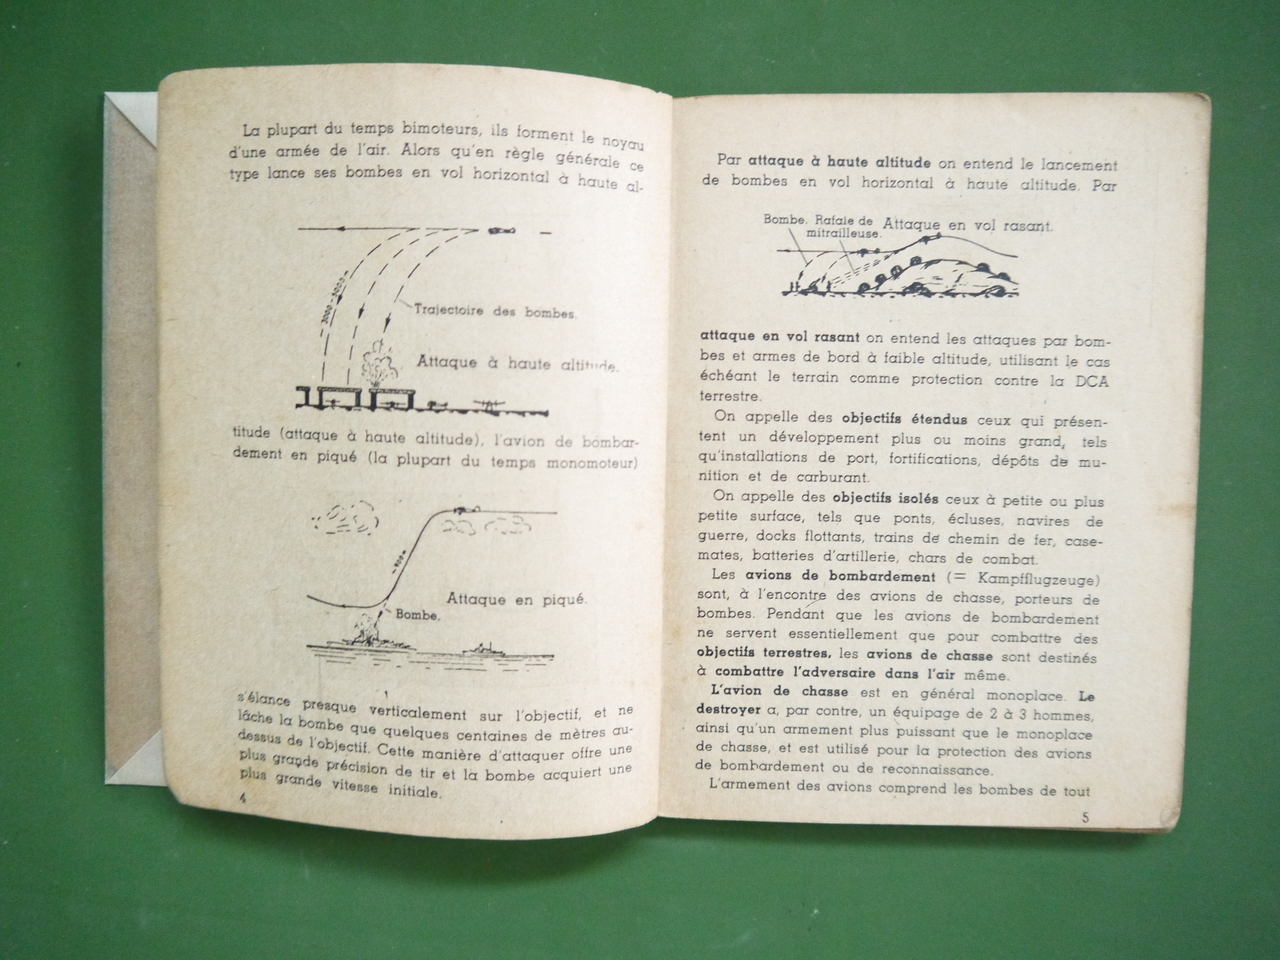 La plupart du temps bimoteurs, ils forment le noyau
d'une armée de l'air. Alors qu'en règle générale ce
type lance ses bombes en vol horizontal à haute al-
Trajectoire des bombes.
Attaque à haute altitude.
titude (attaque à haute altitude), l'avion de bombar-
dement en piqué (la plupart du temps monomoteur)
Attaque en piqué.
Bombe.
s'élance presque verticalement sur l'objectif, et ne
lâche la bombe que quelques centaines de mètres au-
dessus de l'objectif. Cette manière d'attaquer offre une
plus grande précision de tir et la bombe acquiert une
plus grande vitesse initiale.
4
Par attaque à haute altitude on entend le lancement
de bombes en vol horizontal à haute altitude. Par
Bombe. Rafale de Attaque en vol rasant.
mitrailleuse.
attaque en vol rasant on entend les attaques par bom-
bes et armes de bord à faible altitude, utilisant le cas
échéant le terrain comme protection contre la DCA
terrestre.
On appelle des objectifs étendus ceux qui présen-
tent un développement plus ou moins grand, tels
qu'installations de port, fortifications, dépôts de mu-
nition et de carburant.
On appelle des objectifs isolés ceux à petite ou plus
petite surface, tels que ponts, écluses, navires de
guerre, docks flottants, trains de chemin de fer, case-
mates, batteries d'artillerie, chars de combat.
Les avions de bombardement (= Kampfflugzeuge)
sont, à l'encontre des avions de chasse, porteurs de
bombes. Pendant que les avions de bombardement
ne servent essentiellement que pour combattre des
objectifs terrestres, les avions de chasse sont destinés
à combattre l'adversaire dans l'air même.
L'avion de chasse est en général monoplace. Le
destroyer a, par contre, un équipage de 2 à 3 hommes,
ainsi qu'un armement plus puissant que le monoplace
de chasse, et est utilisé pour la protection des avions
de bombardement ou de reconnaissance.
L'armement des avions comprend les bombes de tout
5